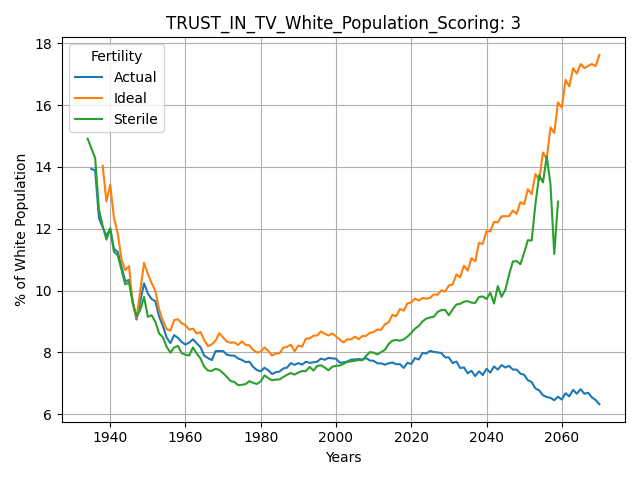 TRUST_IN_TV_White_Population_Scoring: 3
Fertility
Actual
Ideal
Sterile
% of White Population
18
16
14
12
10
8
6
1940 1960 1980 2000 2020 2040 2060
Years